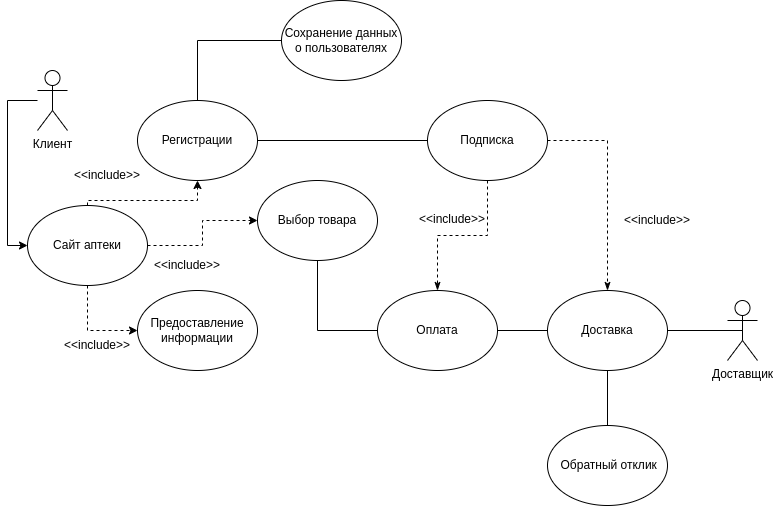 Сохранение данных
о пользователях
Клиент
Регистрации
Подписка
<<include>>
Выбор товара
<<include>>
<<include>>
Сайт аптеки
<<include>>
Предоставление
информации
<<include>>
Оплата
Доставка
Доставщик
Обратный отклик